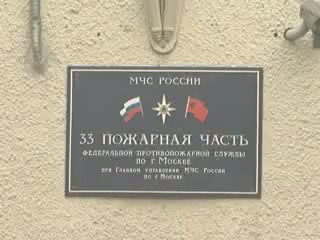 МЧС РОССИИ
33 ПОЖАРНАЯ ЧАСТЬ
ФЕДЕРАЛЬНОЙ ПРОТИВОПОЖАРНОЙ СЛУЖБЫ
ПО Г МОСКВЕ
ПРИ ГЛАВНОМ УПРАВЛЕНИИ МЧС РОССИИ
ПО Г МОСКВЕ